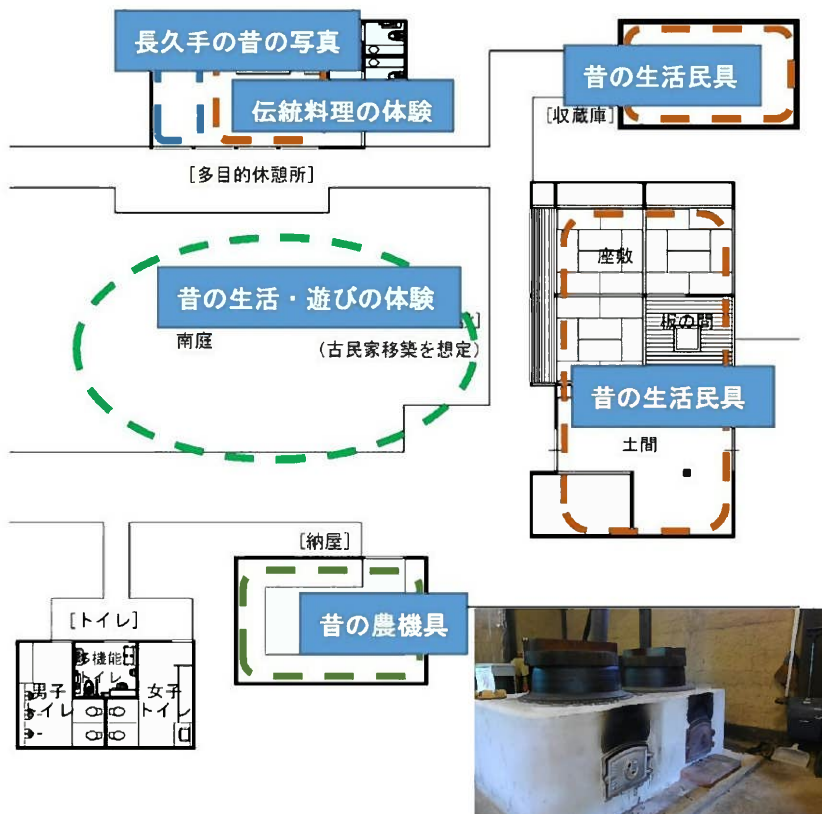 長久手の昔の写真
伝統料理の体験
[多目的休憩所]
昔の生活民具
[収蔵庫]
座敷
板の間
昔の生活・遊びの体験
南庭
(古民家移築を想定)
昔の生活民具
土間
[納屋]
昔の農機具
[トイレ]
多機能
トイレ
男子
トイレ
女子
トイレ